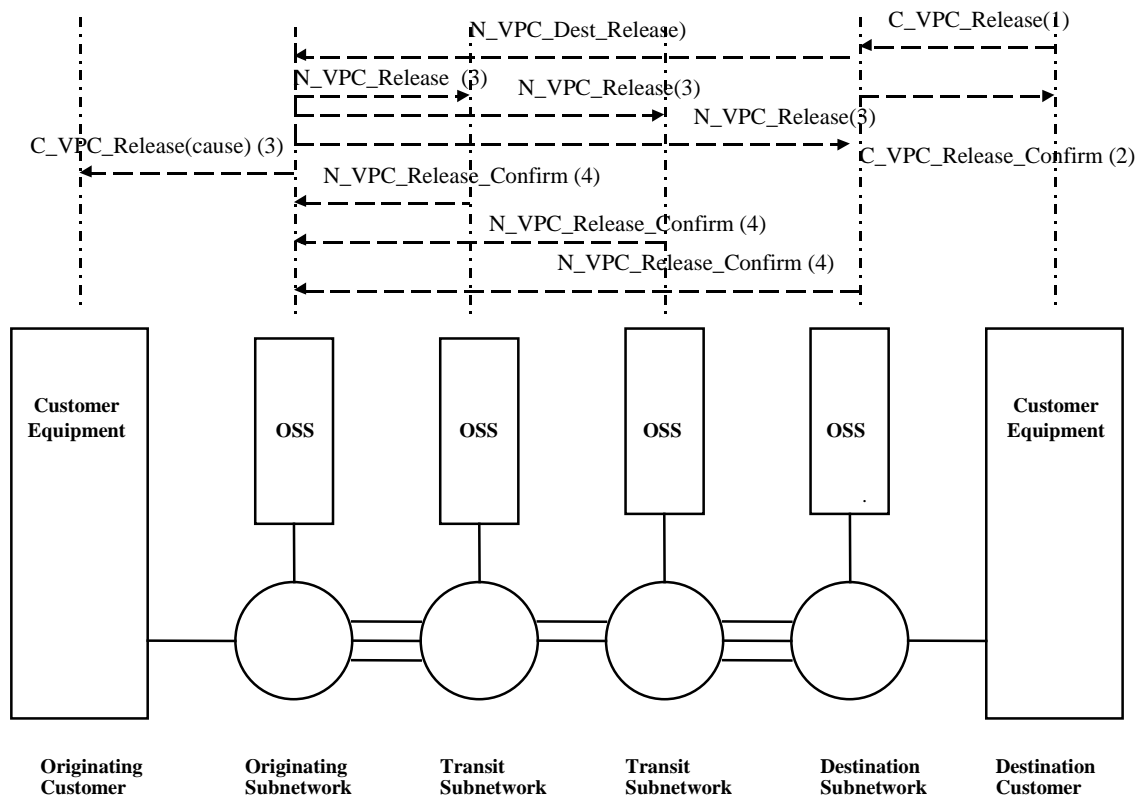 C_VPC_Release(1)
N_VPC_Dest_Release)
N_VPC_Release (3)
N_VPC_Release(3)
N_VPC_Release(3)
C_VPC_Release(cause) (3)
C_VPC_Release_Confirm (2)
N_VPC_Release_Confirm (4)
N_VPC_Release_Confirm (4)
N_VPC_Release_Confirm (4)
Customer
Equipment
OSS
OSS
OSS
OSS
Customer
Equipment
Originating
Customer
Originating
Subnetwork
Transit
Subnetwork
Transit
Subnetwork
Destination
Subnetwork
Destination
Customer